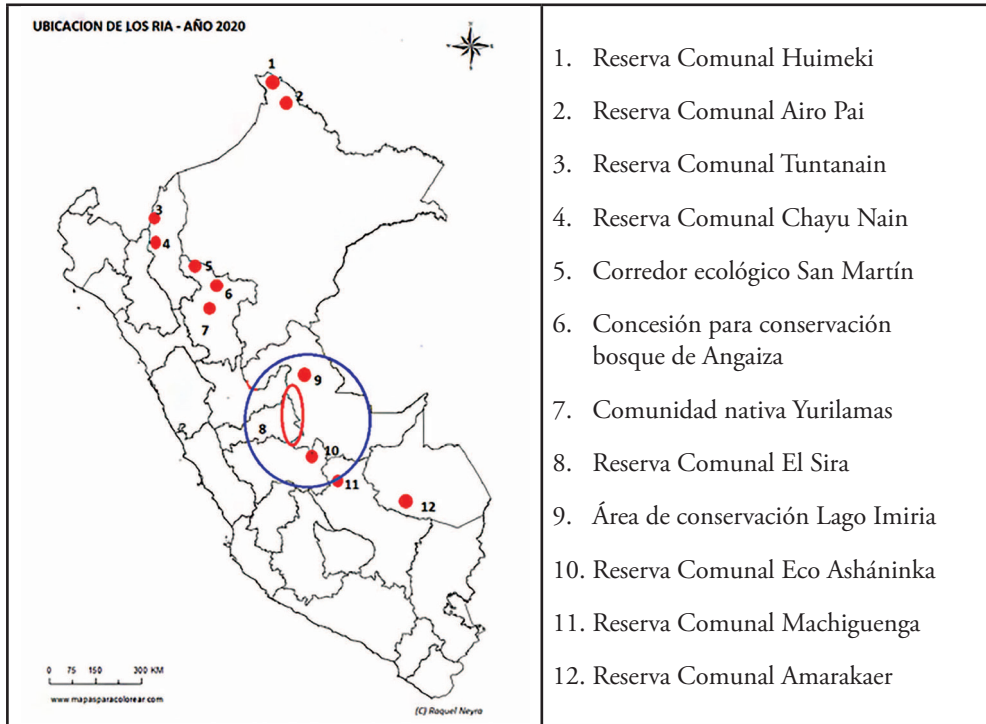 UBICACION DE LOS RIA - AÑO 2020
1
2
3
4
5
6
7
9
8
10
11
12
0 75 150 300 KM
www.mapasparacolorear.com
(C) Raquel Neyra
1. Reserva Comunal Huimeki
2. Reserva Comunal Airo Pai
3. Reserva Comunal Tuntanain
4. Reserva Comunal Chayu Nain
5. Corredor ecológico San Martín
6. Concesión para conservación
bosque de Angaiza
7. Comunidad nativa Yurilamas
8. Reserva Comunal El Sira
9. Área de conservación Lago Imiria
10. Reserva Comunal Eco Asháninka
11. Reserva Comunal Machiguenga
12. Reserva Comunal Amarakaer